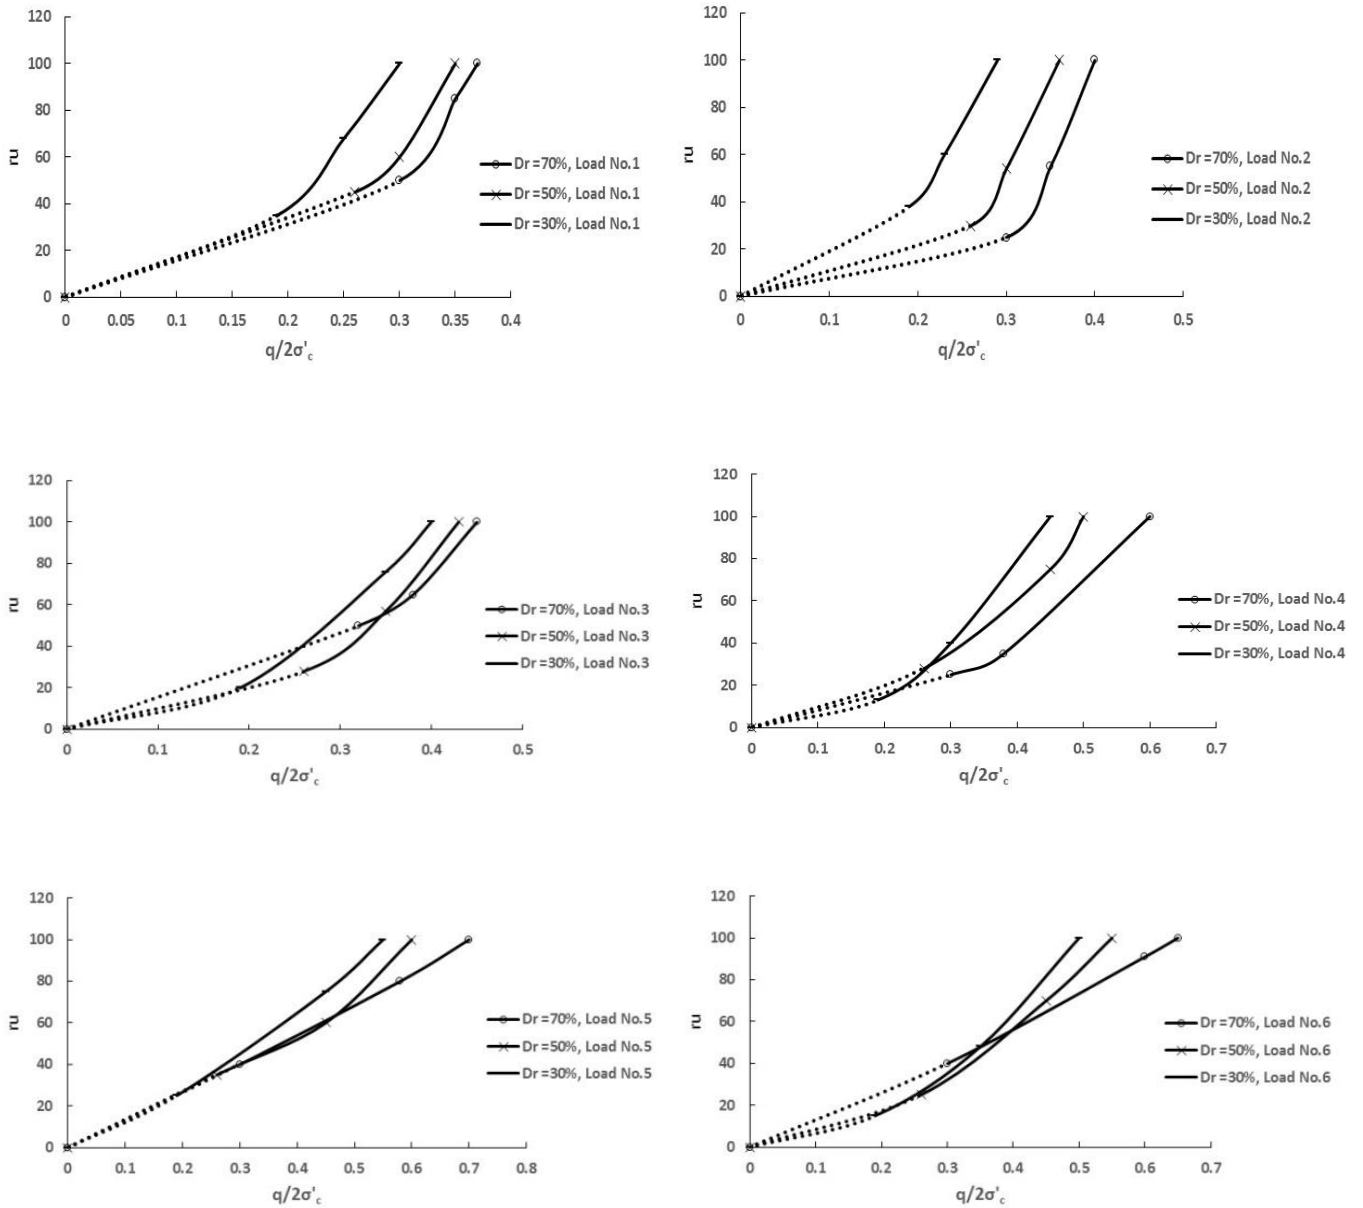 120
100
80
60
40
20
0
ru
0 0.05 0.1 0.15 0.2 0.25 0.3 0.35 0.4
q/2σ'c
Dr =70%, Load No.1
Dr =50%, Load No.1
Dr =30%, Load No.1
120
100
80
60
40
20
0
ru
0 0.1 0.2 0.3 0.4 0.5
q/2σ'c
Dr =70%, Load No.2
Dr =50%, Load No.2
Dr =30%, Load No.2
120
100
80
60
40
20
0
ru
0 0.1 0.2 0.3 0.4 0.5
q/2σ'c
Dr =70%, Load No.3
Dr =50%, Load No.3
Dr =30%, Load No.3
120
100
80
60
40
20
0
ru
0 0.1 0.2 0.3 0.4 0.5 0.6 0.7
q/2σ'c
Dr =70%, Load No.4
Dr =50%, Load No.4
Dr =30%, Load No.4
120
100
80
60
40
20
0
ru
0 0.1 0.2 0.3 0.4 0.5 0.6 0.7 0.8
q/2σ'c
Dr =70%, Load No.5
Dr =50%, Load No.5
Dr =30%, Load No.5
120
100
80
60
40
20
0
ru
0 0.1 0.2 0.3 0.4 0.5 0.6 0.7
q/2σ'c
Dr =70%, Load No.6
Dr =50%, Load No.6
Dr =30%, Load No.6